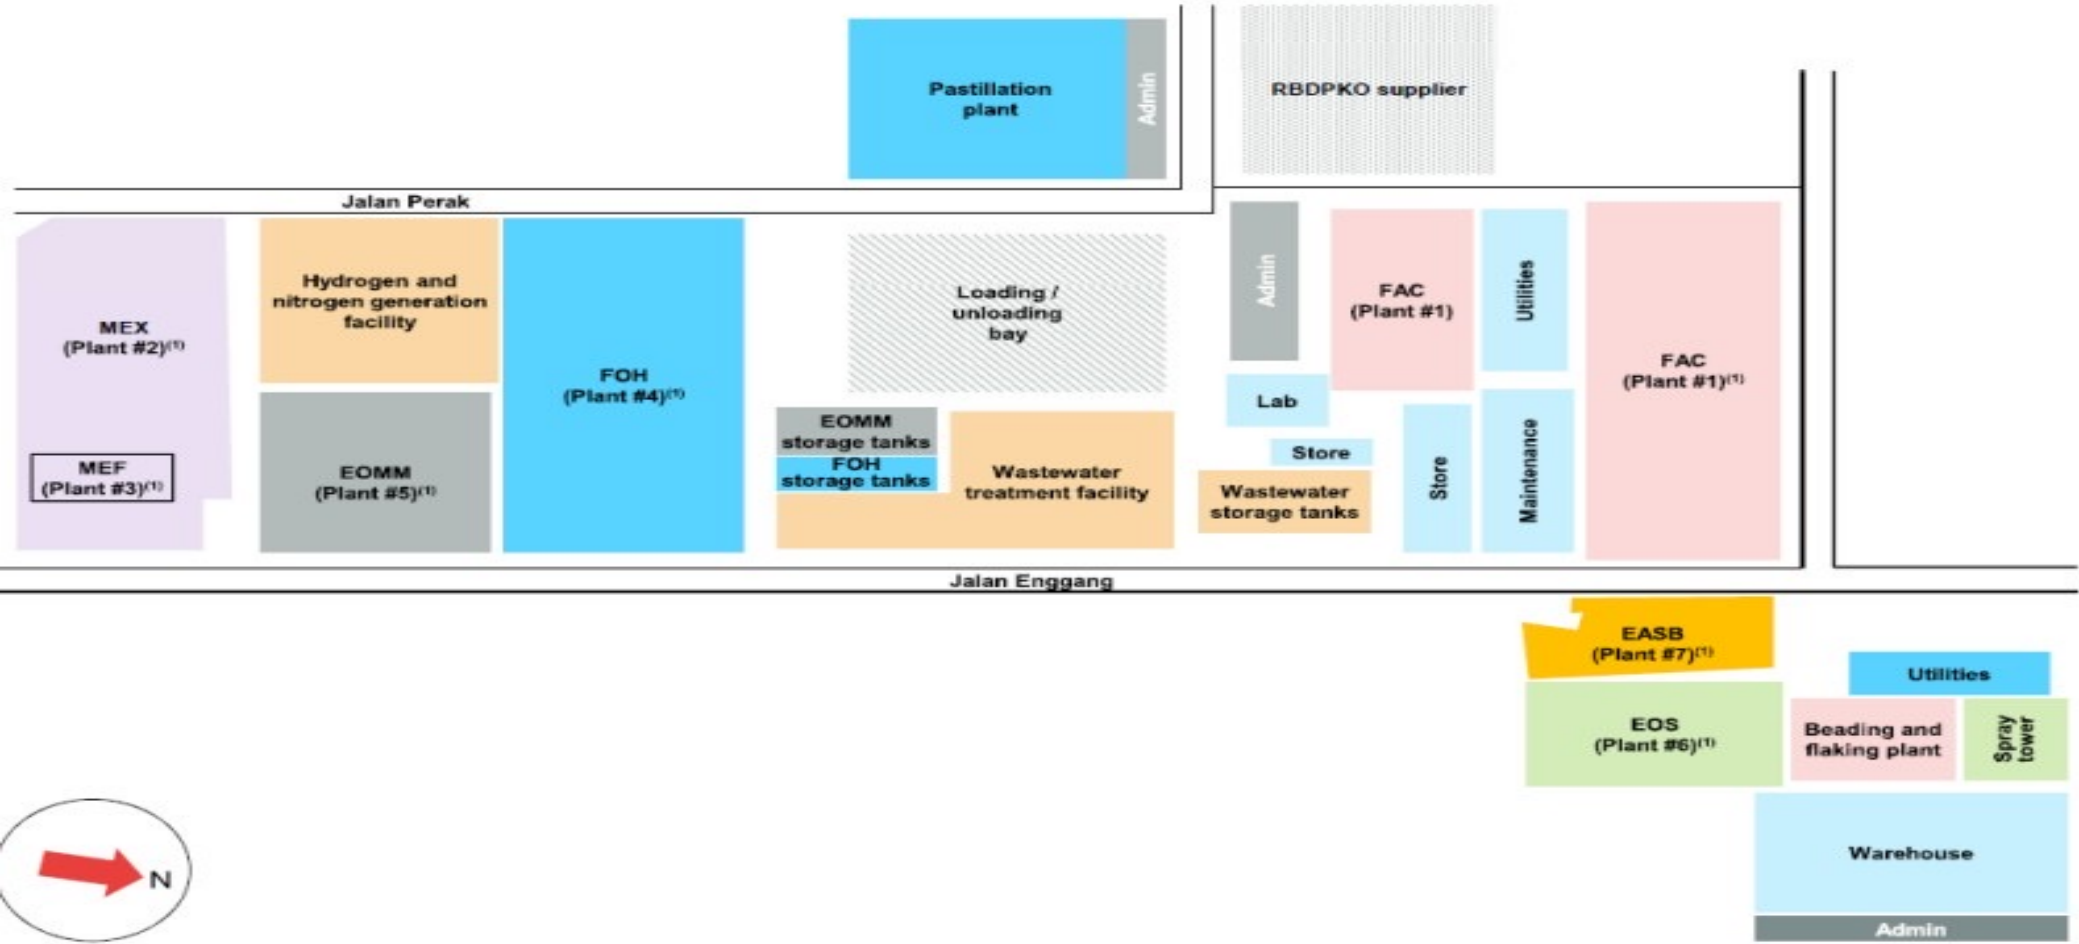 Pastillation
plant
Admin
RBDPKO supplier
Jalan Perak
MEX
(Plant #2)⁽¹⁾
MEF
(Plant #3)⁽¹⁾
Hydrogen and
nitrogen generation
facility
EOMM
(Plant #5)⁽¹⁾
FOH
(Plant #4)⁽¹⁾
Loading /
unloading
bay
EOMM
storage tanks
FOH
storage tanks
Wastewater
treatment facility
Admin
Lab
Store
Wastewater
storage tanks
FAC
(Plant #1)
Store
Utilities
Maintenance
FAC
(Plant #1)⁽¹⁾
Jalan Enggang
EASB
(Plant #7)⁽¹⁾
EOS
(Plant #6)⁽¹⁾
Utilities
Beading and
flaking plant
Spray
tower
Warehouse
Admin
N